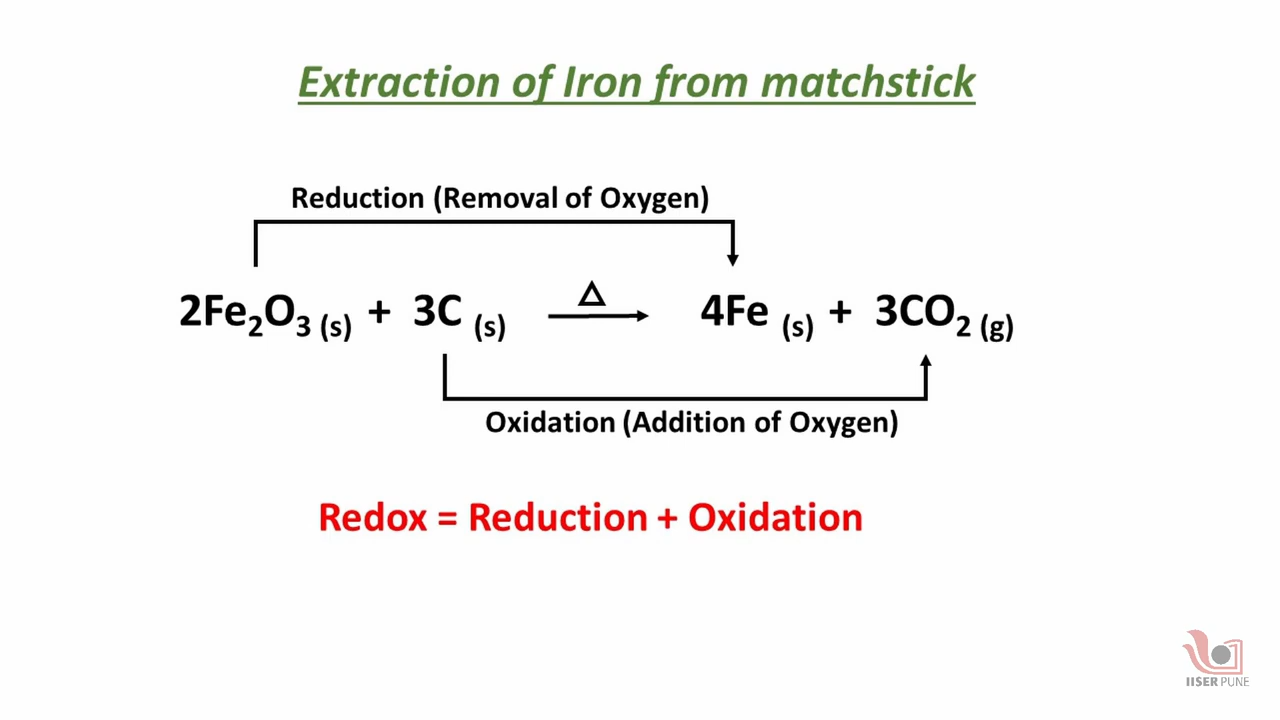 Extraction of Iron from matchstick
Reduction (Removal of Oxygen)
2Fe₂O₃ (s) + 3C (s) △ → 4Fe (s) + 3CO₂ (g)
Oxidation (Addition of Oxygen)
Redox = Reduction + Oxidation
IISER PUNE